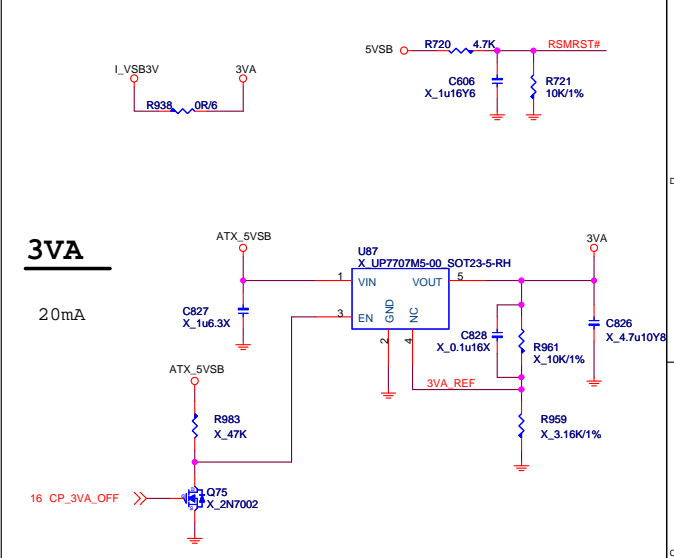 5VSB
R720
4.7K
RSMRST#
I_VSB3V
3VA
C606
X_1u16Y6
R721
10K/1%
R938
0R/6
D
3VA
20mA
ATX_5VSB
U87
X_UP7707M5-00_SOT23-5-RH
3VA
1
VIN
VOUT
5
C827
X_1u6.3X
3
EN
GND
NC
2
4
C828
X_0.1u16X
R961
X_10K/1%
C826
X_4.7u10Y8
ATX_5VSB
3VA_REF
R983
X_47K
R959
X_3.16K/1%
16 CP_3VA_OFF
Q75
X_2N7002
C